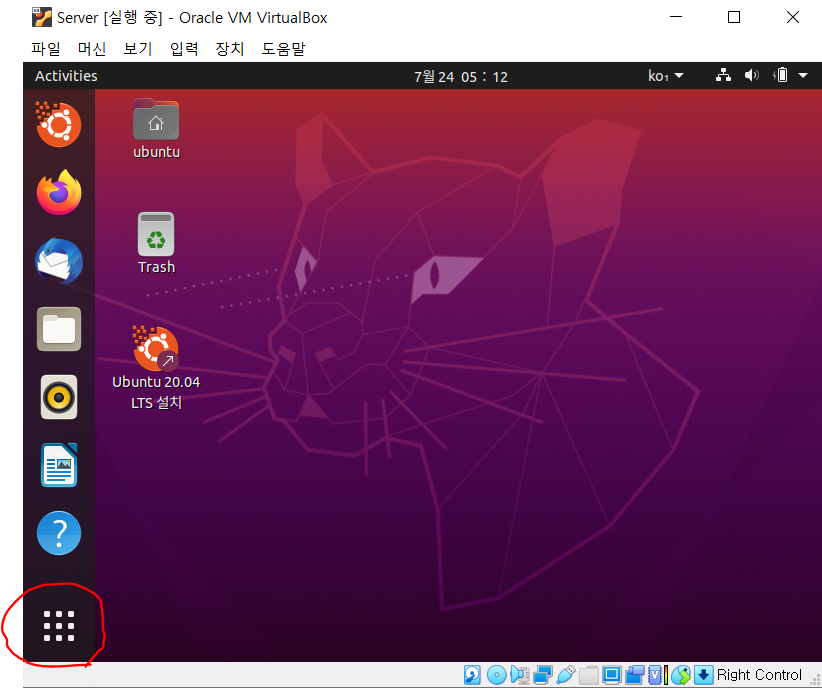 Server [실행 중] - Oracle VM VirtualBox
파일 머신 보기 입력 장치 도움말
Activities 7월 24 05 : 12 ko₁
ubuntu
Trash
Ubuntu 20.04
LTS 설치
?
V
Right Control